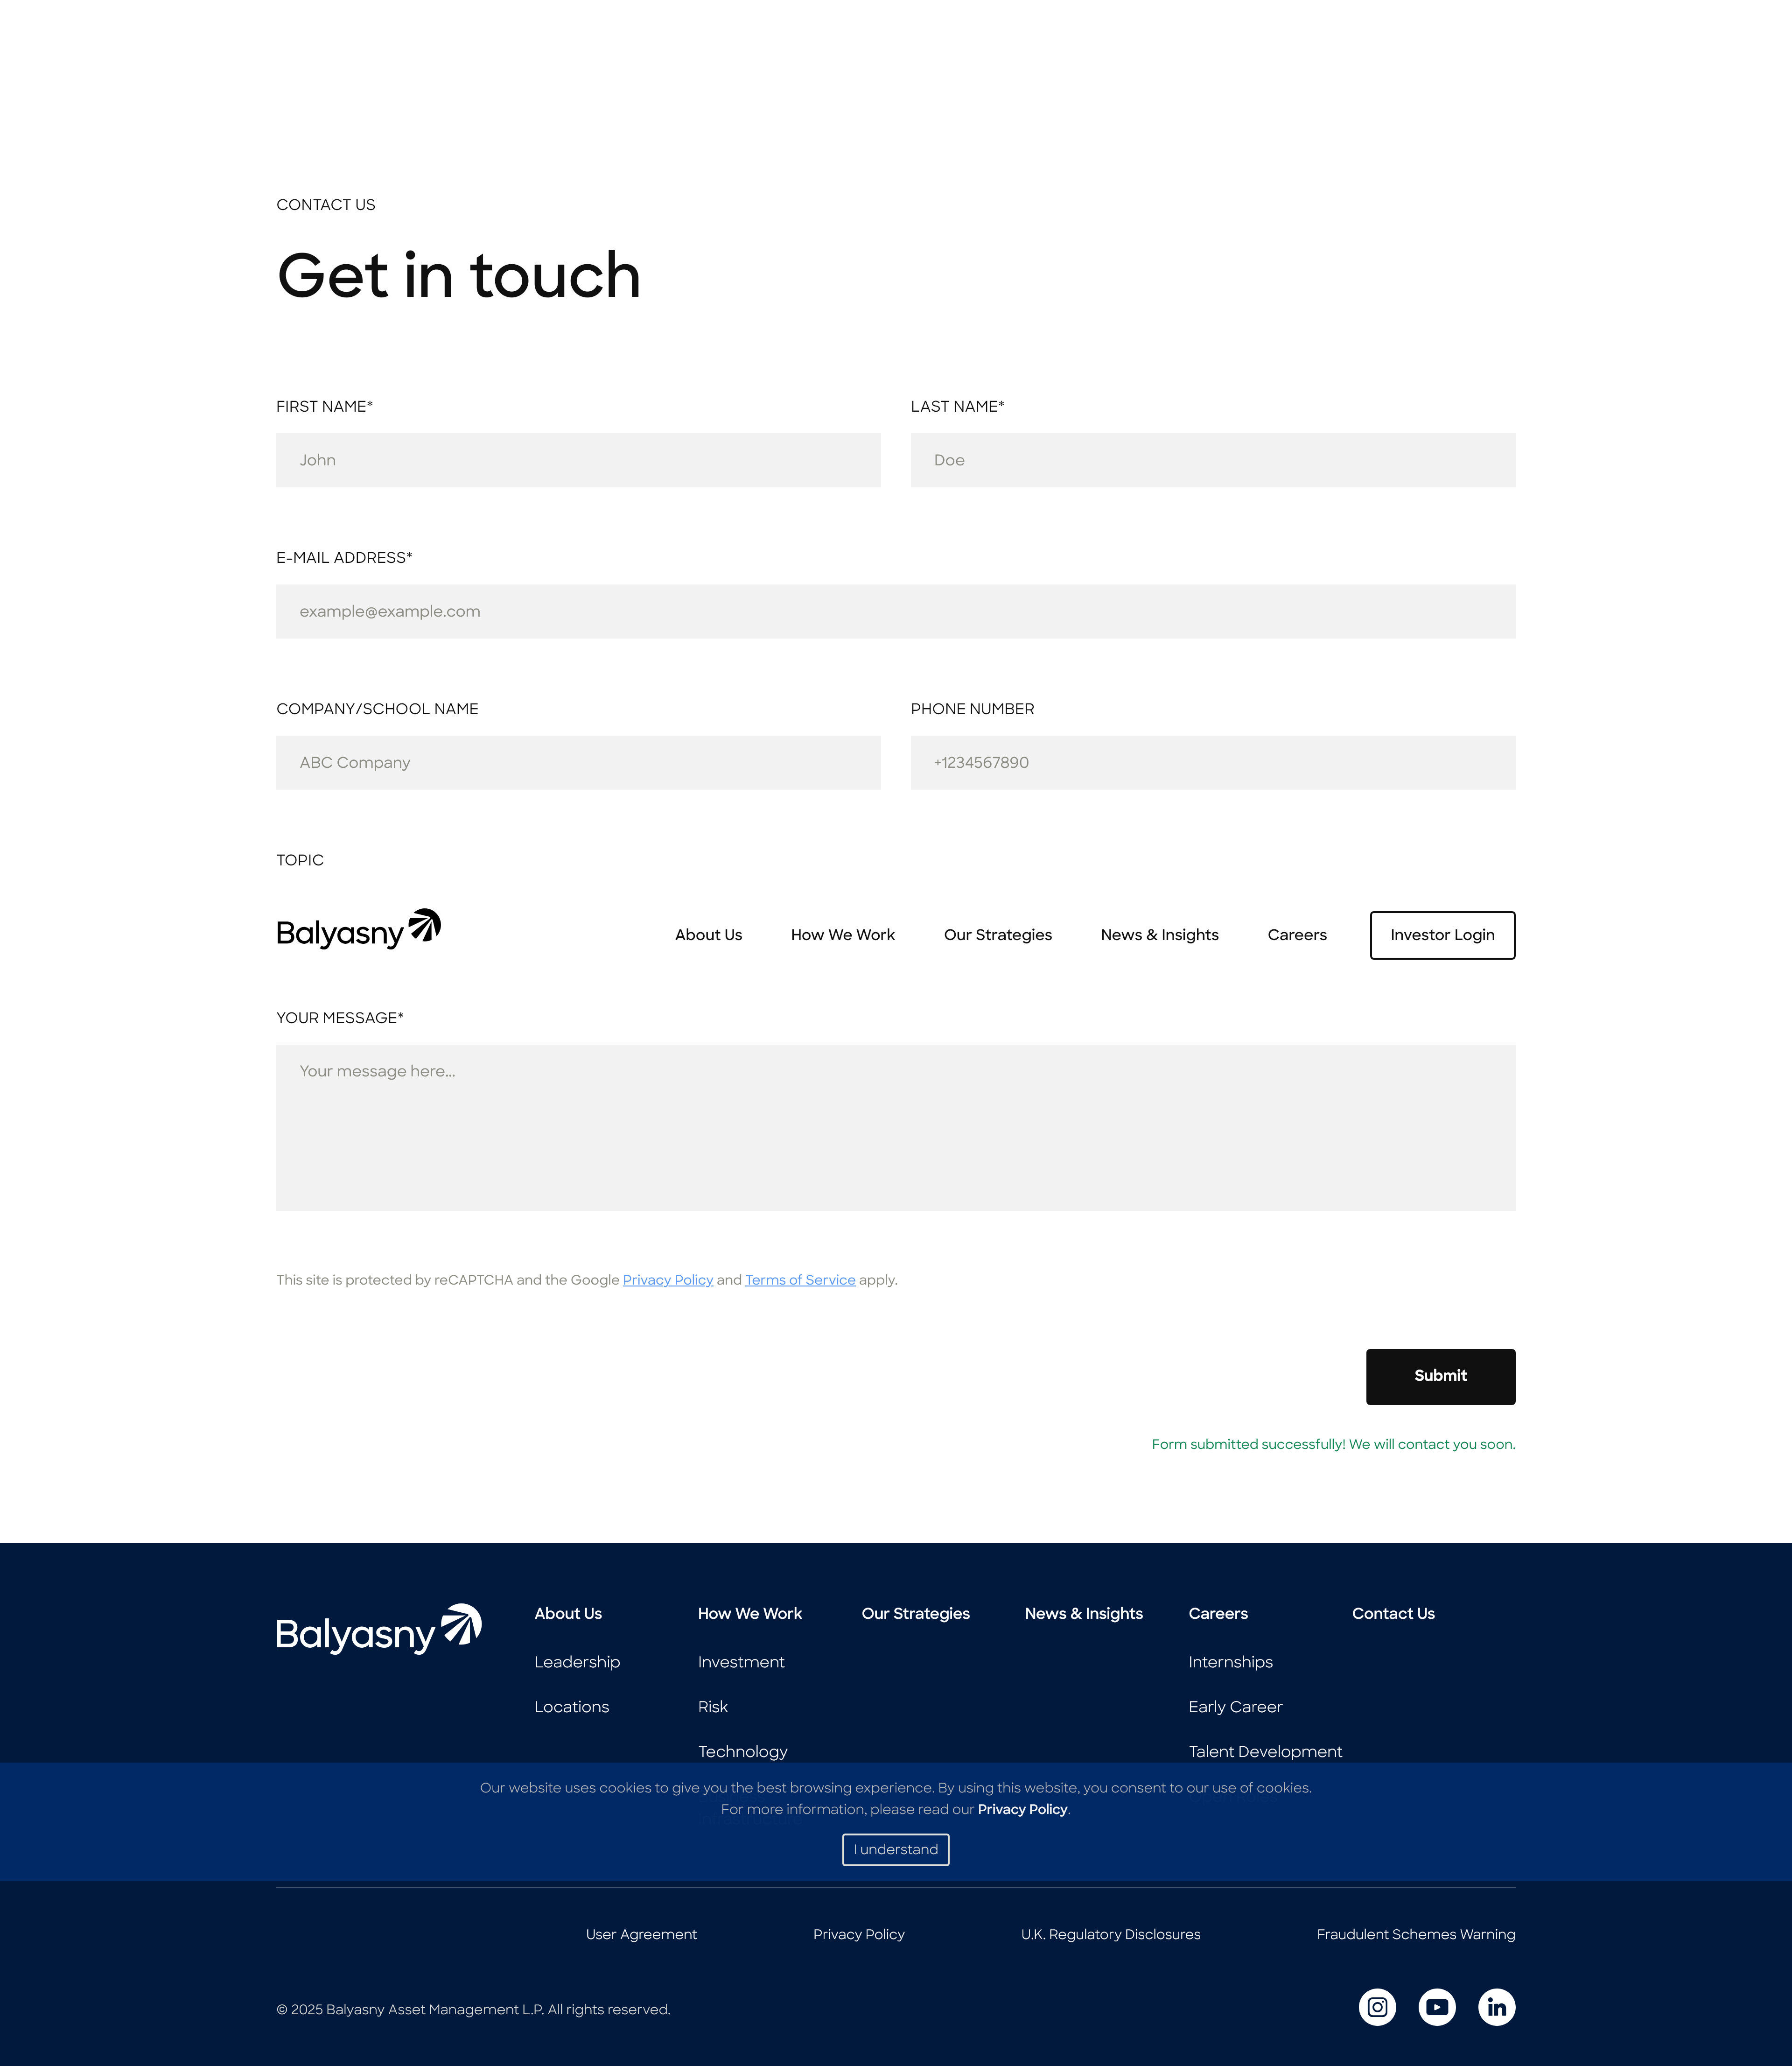 CONTACT US
Get in touch
FIRST NAME*
LAST NAME*
John
Doe
E-MAIL ADDRESS*
example@example.com
COMPANY/SCHOOL NAME
PHONE NUMBER
ABC Company
+1234567890
TOPIC
Balyasny
About Us
How We Work
Our Strategies
News & Insights
Careers
Investor Login
YOUR MESSAGE*
Your message here...
This site is protected by reCAPTCHA and the Google Privacy Policy and Terms of Service apply.
Submit
Form submitted successfully! We will contact you soon.
Balyasny
About Us
Leadership
Locations
How We Work
Investment
Risk
Technology
Our Strategies
News & Insights
Careers
Internships
Early Career
Talent Development
Contact Us
Our website uses cookies to give you the best browsing experience. By using this website, you consent to our use of cookies.
For more information, please read our Privacy Policy.
I understand
User Agreement
Privacy Policy
U.K. Regulatory Disclosures
Fraudulent Schemes Warning
© 2025 Balyasny Asset Management L.P. All rights reserved.
in